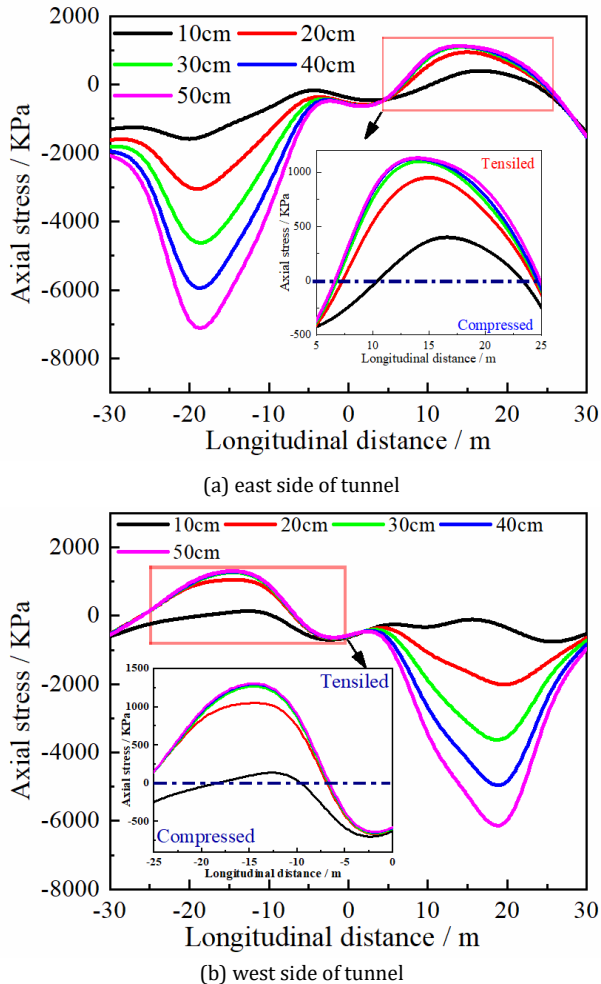 2000
10cm 20cm
30cm 40cm
50cm
0
-2000
-4000
-6000
-8000
Axial stress / KPa
Tensiled
1000
500
0
-500
Axial stress / KPa
Compressed
5 10 15 20 25
Longitudinal distance / m
-30 -20 -10 0 10 20 30
Longitudinal distance / m
(a) east side of tunnel
10cm 20cm 30cm 40cm
50cm
2000
0
-2000
-4000
-6000
-8000
Axial stress / KPa
1500
Tensiled
1000
500
250
0
-500
Axial stress / KPa
Compressed
-25 -20 -15 -10 -5 0
Longitudinal distance / m
-30 -20 -10 0 10 20 30
Longitudinal distance / m
(b) west side of tunnel